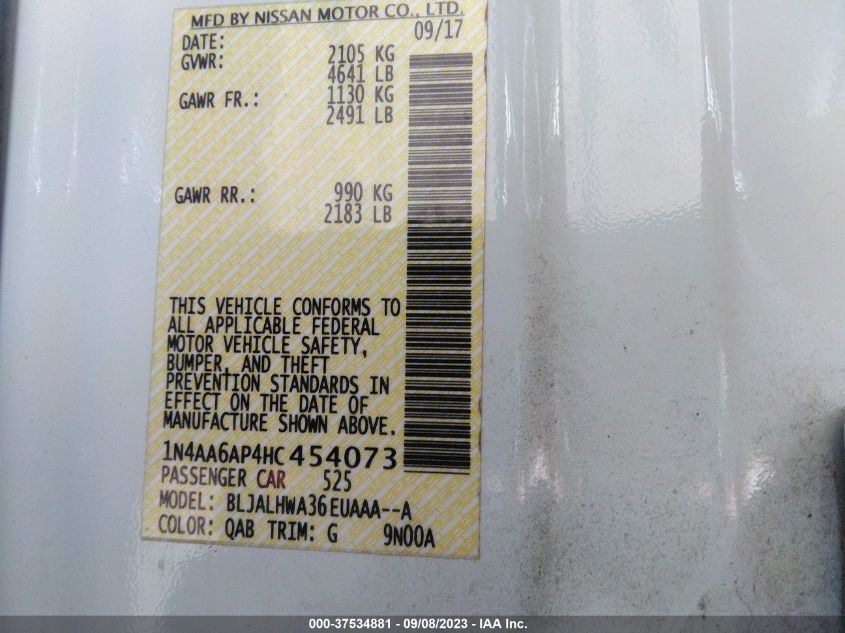 MFD BY NISSAN MOTOR CO., LTD.
DATE: 09/17
GVWR: 2105 KG
4641 LB
GAWR FR.: 1130 KG
2491 LB
GAWR RR.: 990 KG
2183 LB
THIS VEHICLE CONFORMS TO
ALL APPLICABLE FEDERAL
MOTOR VEHICLE SAFETY,
BUMPER, AND THEFT
PREVENTION STANDARDS IN
EFFECT ON THE DATE OF
MANUFACTURE SHOWN ABOVE.
1N4AA6AP4HC454073
PASSENGER CAR 525
MODEL: BLJALHWA36EUAAA--A
COLOR: QAB TRIM: G 9N00A
000-37534881 - 09/08/2023 - IAA Inc.